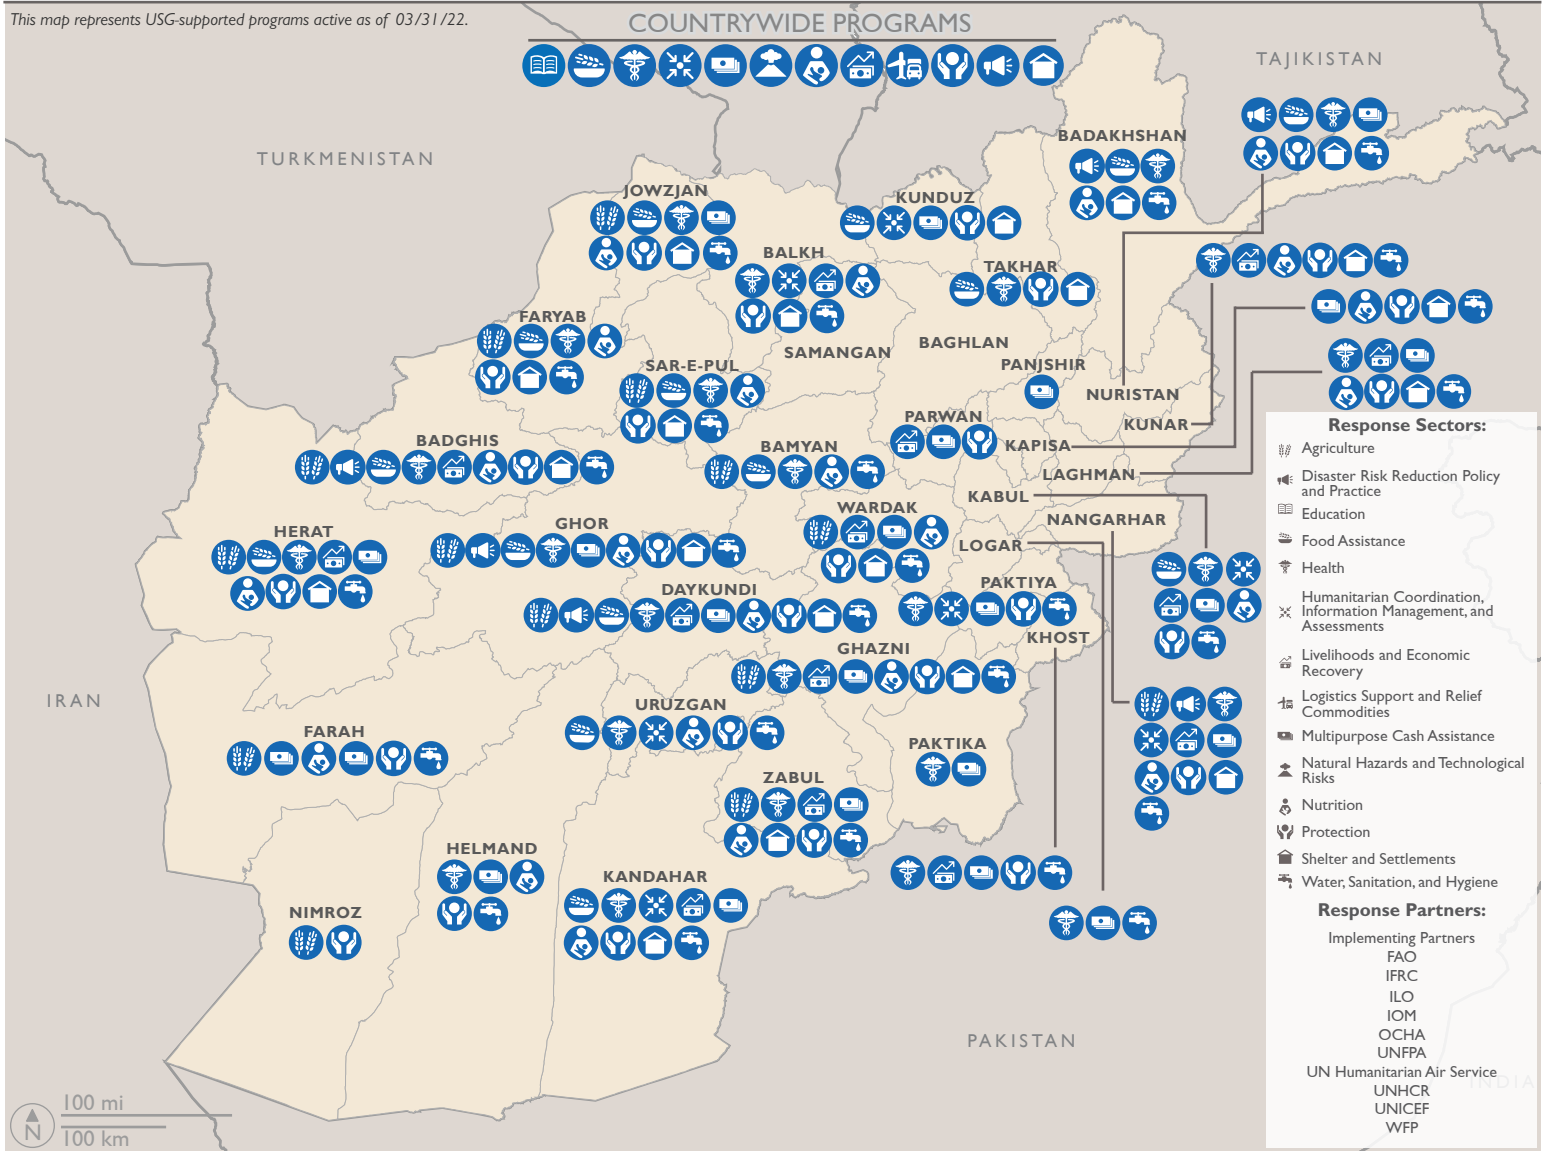 This map represents USG-supported programs active as of 03/31/22.
COUNTRYWIDE PROGRAMS
TAJIKISTAN
TURKMENISTAN
BADAKHSHAN
JOWZJAN
KUNDUZ
BALKH
TAKHAR
FARYAB
BAGHLAN
SAMANGAN
SAR-E-PUL
PANJSHIR
NURISTAN
PARWAN
KUNAR
BADGHIS
BAMYAN
KAPISA
LAGHMAN
KABUL
WARDAK
NANGARHAR
HERAT
GHOR
LOGAR
DAYKUNDI
PAKTIYA
KHOST
GHAZNI
IRAN
URUZGAN
FARAH
PAKTIKA
ZABUL
HELMAND
KANDAHAR
NIMROZ
PAKISTAN
INDIA
Response Sectors:
Agriculture
Disaster Risk Reduction Policy
and Practice
Education
Food Assistance
Health
Humanitarian Coordination,
Information Management, and
Assessments
Livelihoods and Economic
Recovery
Logistics Support and Relief
Commodities
Multipurpose Cash Assistance
Natural Hazards and Technological
Risks
Nutrition
Protection
Shelter and Settlements
Water, Sanitation, and Hygiene
Response Partners:
Implementing Partners
FAO
IFRC
ILO
IOM
OCHA
UNFPA
UN Humanitarian Air Service
UNHCR
UNICEF
WFP
N
100 mi
100 km